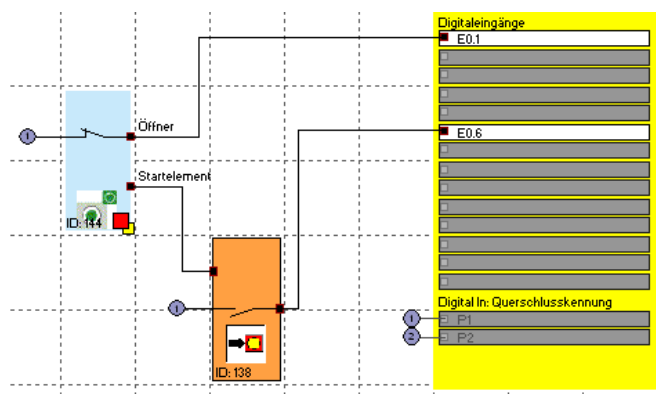 Digitaleingänge
E0.1
Öffner
1
E0.6
Startelement
ID: 144
1
Digital In: Querschlusskennung
1
P1
2
P2
ID: 138